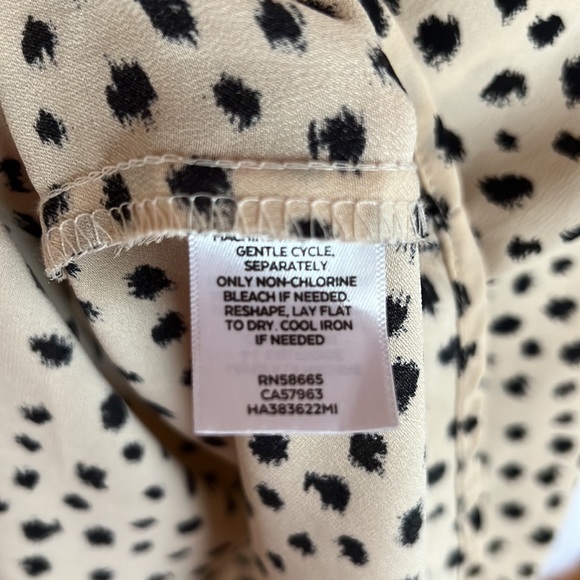 GENTLE CYCLE,
SEPARATELY
ONLY NON-CHLORINE
BLEACH IF NEEDED.
RESHAPE, LAY FLAT
TO DRY. COOL IRON
IF NEEDED
RN58665
CA57963
HA383622MI